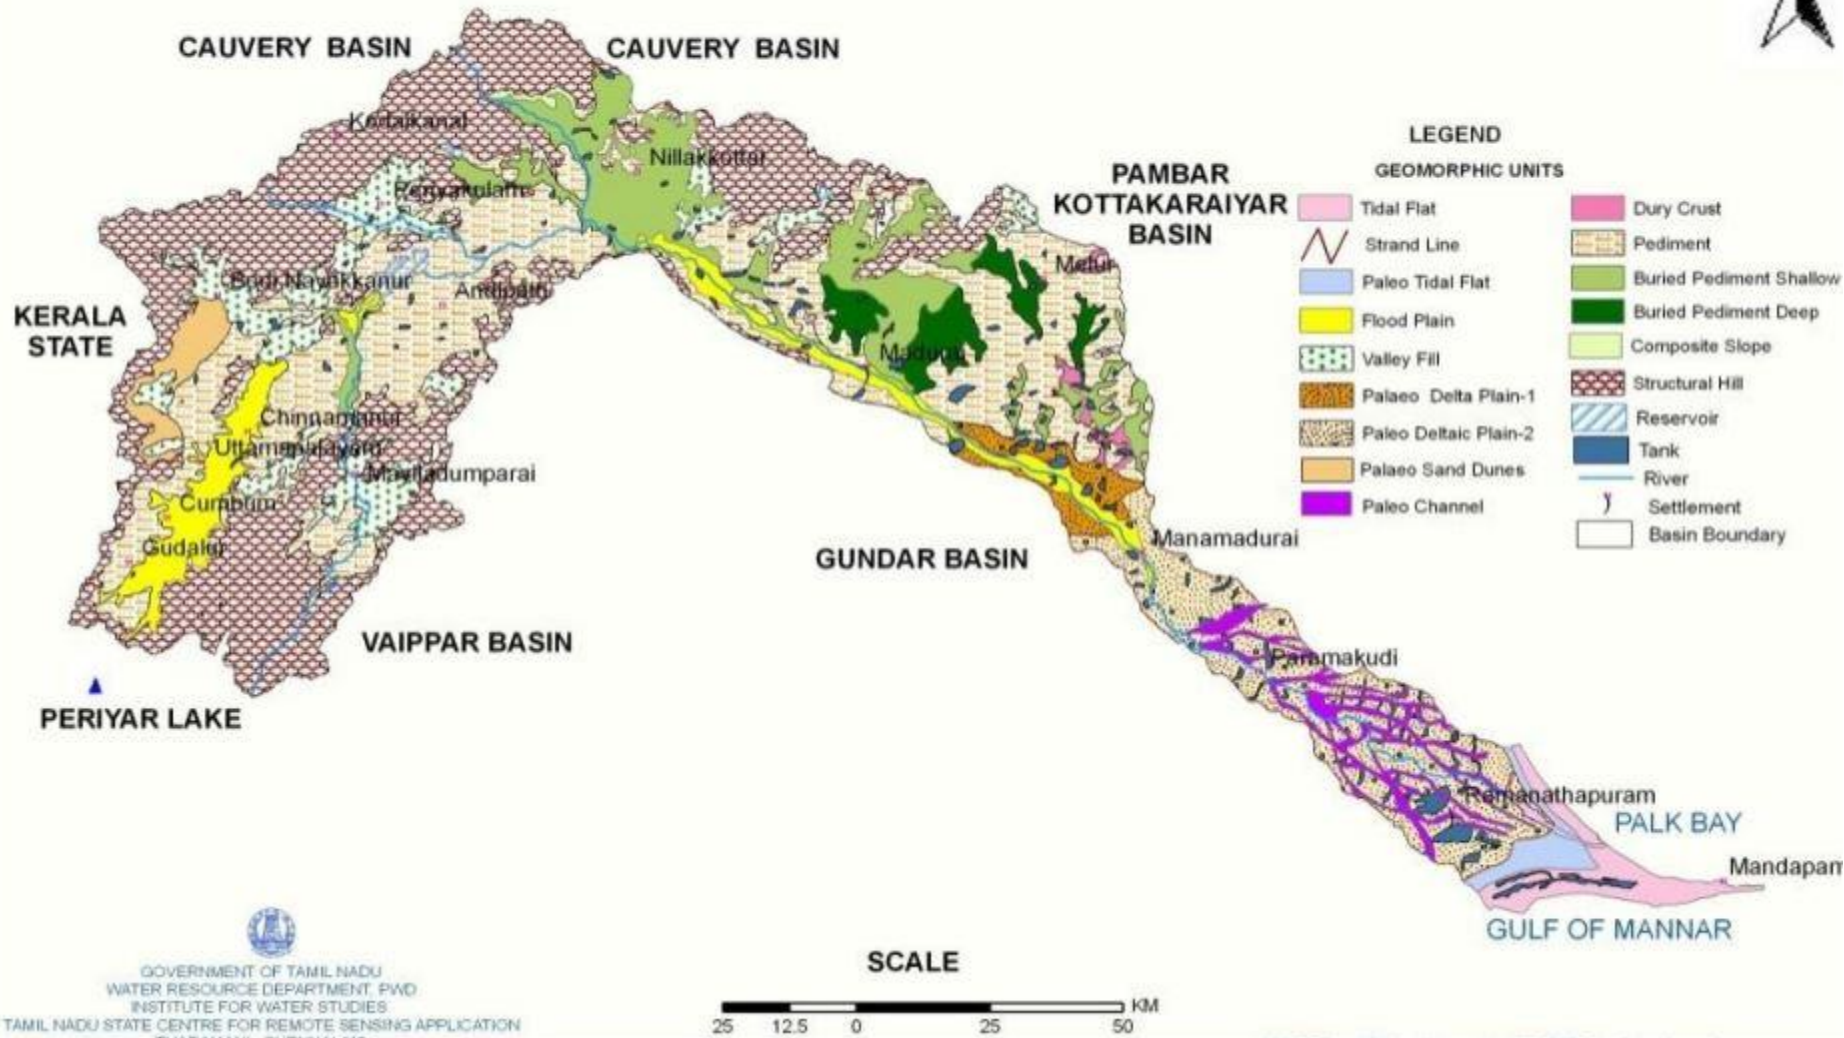 CAUVERY BASIN
CAUVERY BASIN
Kodaikanal
Nillakkottai
Periyakulam
Bodi Nayakkanur
Andipatti
KERALA
STATE
Chinnamanur
Uttamapalayam
Mayiladumparai
Cumbum
Gudalur
PERIYAR LAKE
VAIPPAR BASIN
GUNDAR BASIN
PAMBAR
KOTTAKARAIYAR
BASIN
Melur
Madurai
Manamadurai
Paramakudi
Ramanathapuram
PALK BAY
Mandapam
GULF OF MANNAR
LEGEND
GEOMORPHIC UNITS
Tidal Flat
Strand Line
Paleo Tidal Flat
Flood Plain
Valley Fill
Palaeo Delta Plain-1
Paleo Deltaic Plain-2
Palaeo Sand Dunes
Paleo Channel
Dury Crust
Pediment
Buried Pediment Shallow
Buried Pediment Deep
Composite Slope
Structural Hill
Reservoir
Tank
River
Settlement
Basin Boundary
SCALE
25 12.5 0 25 50 KM
GOVERNMENT OF TAMIL NADU
WATER RESOURCE DEPARTMENT, PWD
INSTITUTE FOR WATER STUDIES
TAMIL NADU STATE CENTRE FOR REMOTE SENSING APPLICATION